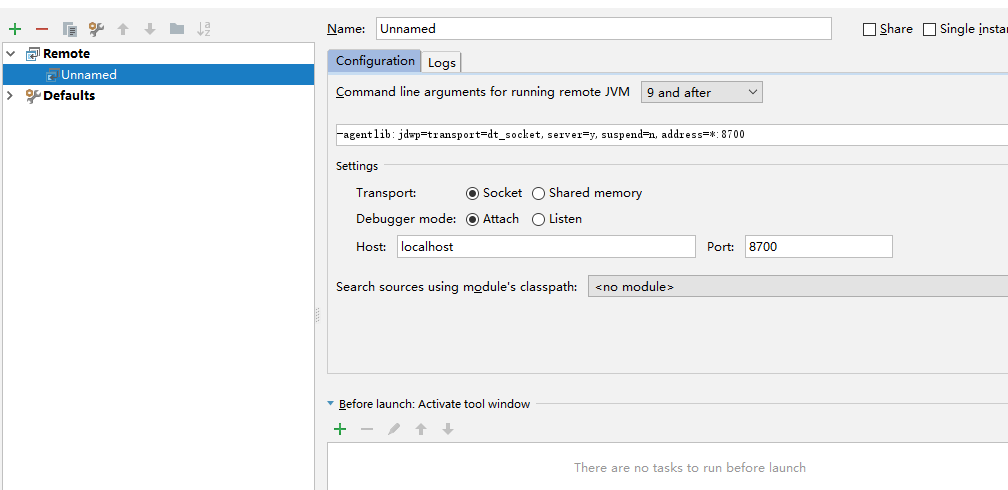 Name: Unnamed Share Single instan
Remote
Unnamed
Defaults
Configuration Logs
Command line arguments for running remote JVM 9 and after
-agentlib:jdwp=transport=dt_socket,server=y,suspend=n,address=*:8700
Settings
Transport: Socket Shared memory
Debugger mode: Attach Listen
Host: localhost Port: 8700
Search sources using module's classpath: <no module>
Before launch: Activate tool window
There are no tasks to run before launch